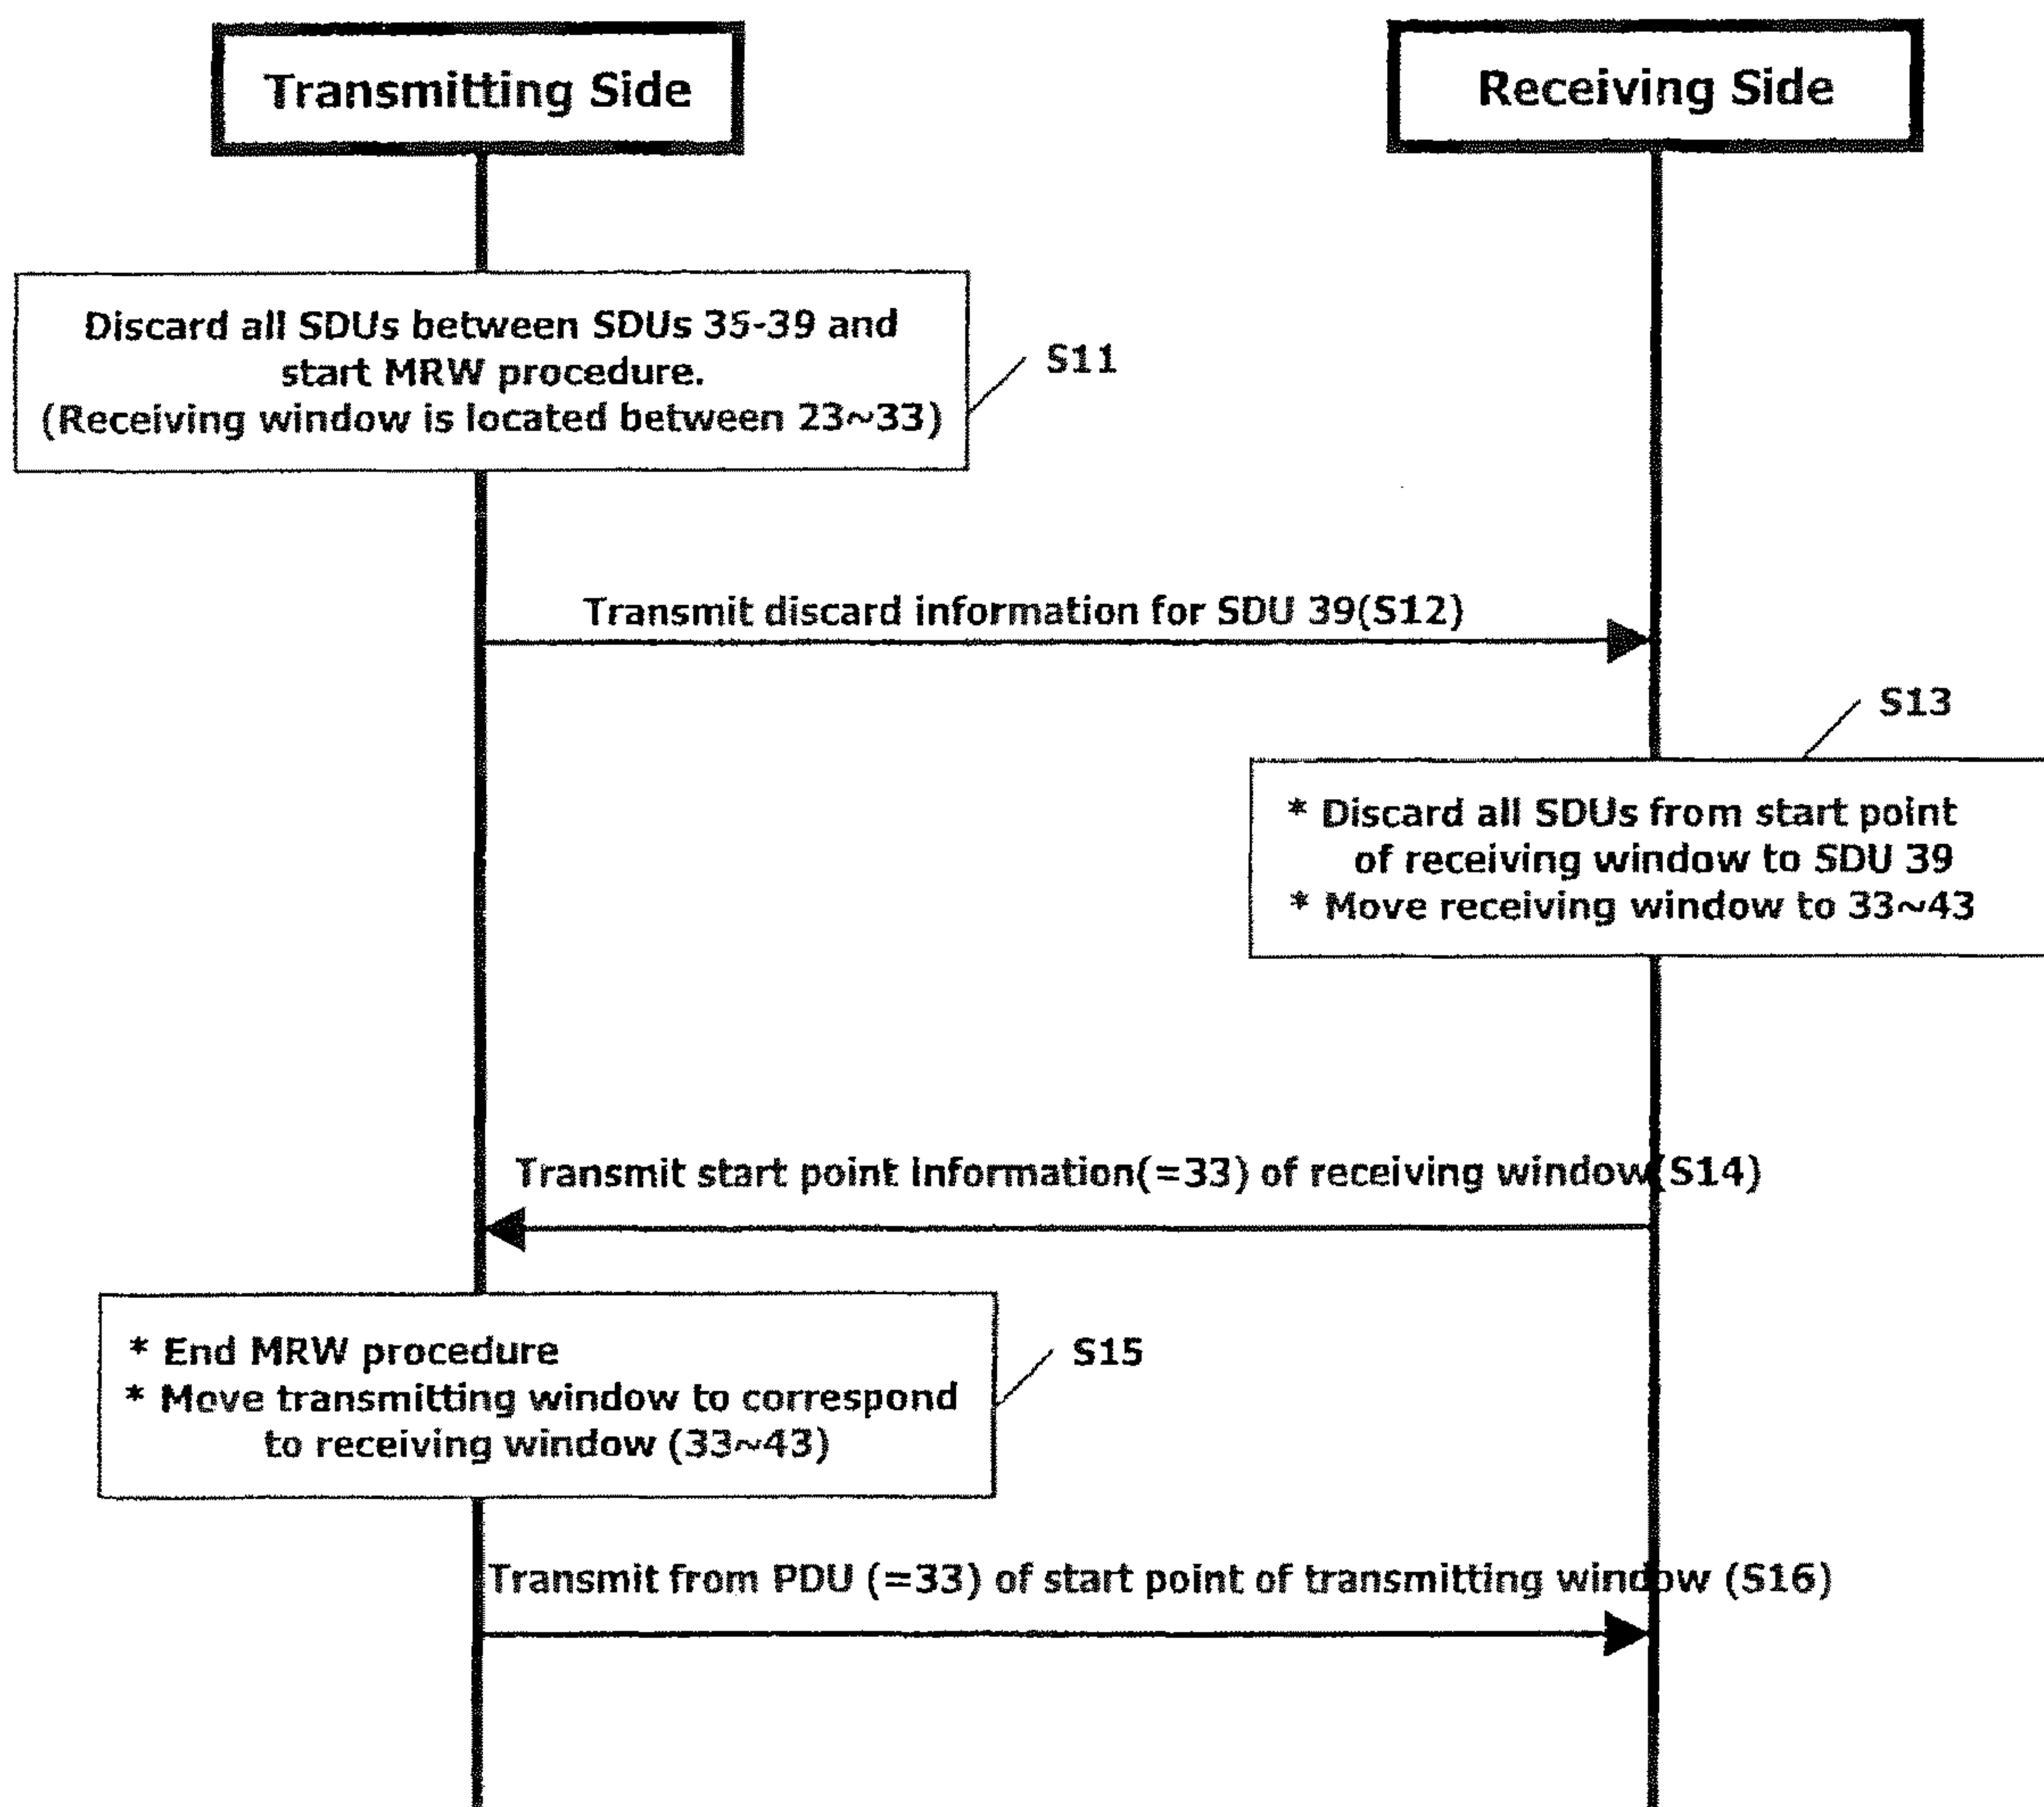 Transmitting Side
Receiving Side
Discard all SDUs between SDUs 35-39 and
start MRW procedure.
(Receiving window is located between 23~33)
S11
Transmit discard information for SDU 39(S12)
S13
* Discard all SDUs from start point
of receiving window to SDU 39
* Move receiving window to 33~43
Transmit start point information(=33) of receiving window(S14)
* End MRW procedure
* Move transmitting window to correspond
to receiving window (33~43)
S15
Transmit from PDU (=33) of start point of transmitting window (S16)